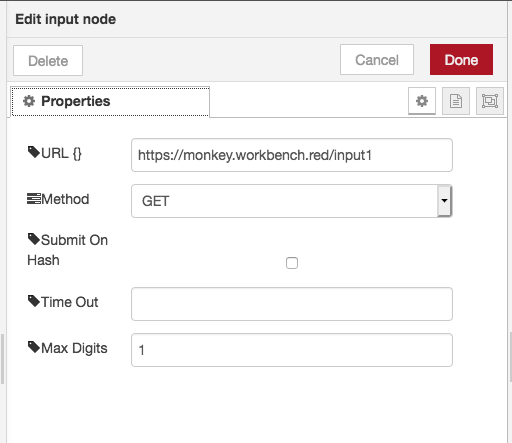 Edit input node
Delete
Cancel
Done
Properties
URL {}
https://monkey.workbench.red/input1
Method
GET
Submit On
Hash
Time Out
Max Digits
1